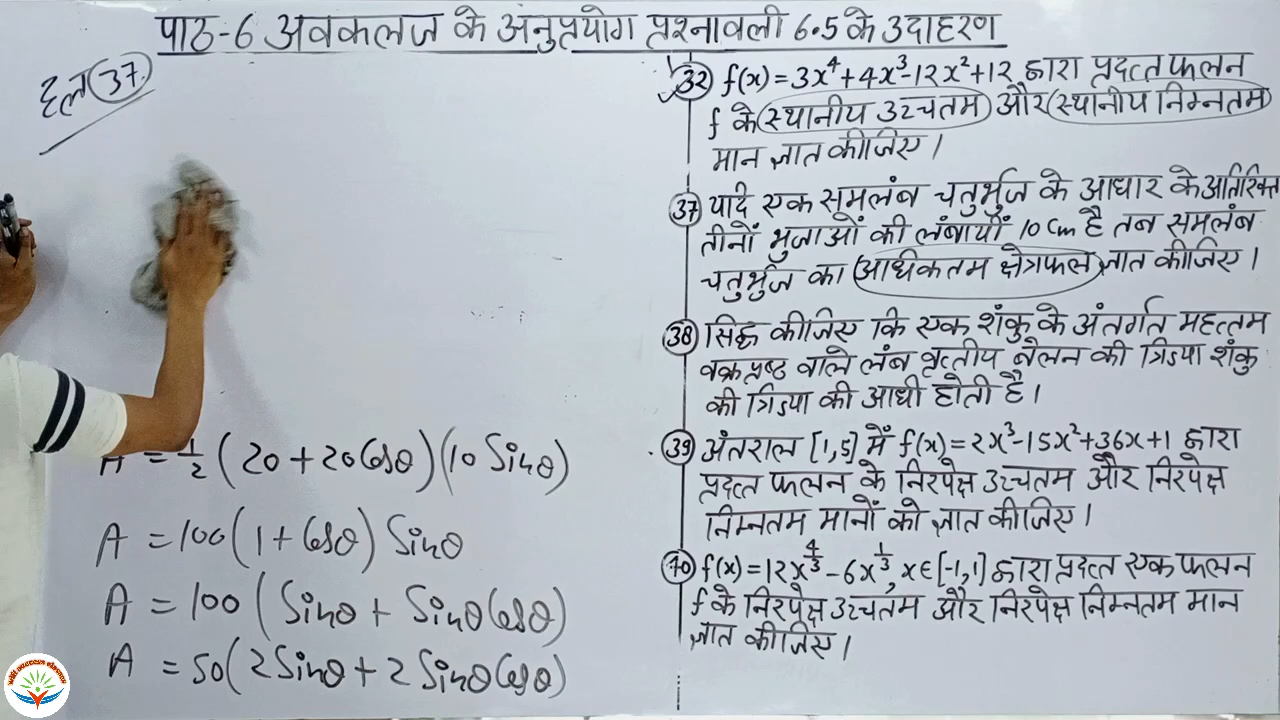 पाठ-6 अवकलज के अनुप्रयोग प्रश्नावली 6.5 के उदाहरण
हल 37.
A = 1/2 (20 + 20 Cosθ)(10 Sinθ)
A = 100(1 + Cosθ) Sinθ
A = 100 (Sinθ + Sinθ Cosθ)
A = 50(2Sinθ + 2 Sinθ Cosθ)
32 f(x) = 3x⁴+4x³-12x²+12 द्वारा प्रदत्त फलन
f के स्थानीय उच्चतम और स्थानीय निम्नतम
मान ज्ञात कीजिए।
37 यदि एक समलंब चतुर्भुज के आधार के अतिरिक्त
तीनों भुजाओं की लंबायीं 10 Cm है तब समलंब
चतुर्भुज का अधिकतम क्षेत्रफल ज्ञात कीजिए।
38 सिद्ध कीजिए कि एक शंकु के अंतर्गत महत्तम
वक्रपृष्ठ वाले लंब वृत्तीय बेलन की त्रिज्या शंकु
की त्रिज्या की आधी होती है।
39 अंतराल [1,5] में f(x)=2x³-15x²+36x+1 द्वारा
प्रदत्त फलन के निरपेक्ष उच्चतम और निरपेक्ष
निम्नतम मानों को ज्ञात कीजिए।
40 f(x)=12x^4/3 - 6x^1/3, x∈[-1,1] द्वारा प्रदत्त एक फलन
f के निरपेक्ष उच्चतम और निरपेक्ष निम्नतम मान
ज्ञात कीजिए।